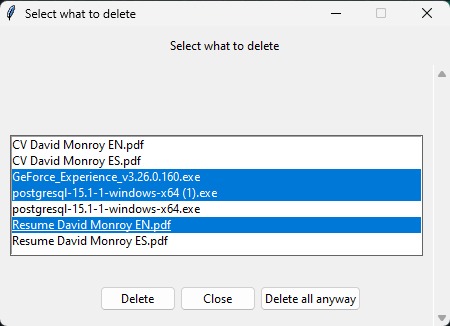 Select what to delete
Select what to delete
CV David Monroy EN.pdf
CV David Monroy ES.pdf
GeForce_Experience_v3.26.0.160.exe
postgresql-15.1-1-windows-x64 (1).exe
postgresql-15.1-1-windows-x64.exe
Resume David Monroy EN.pdf
Resume David Monroy ES.pdf
Delete Close Delete all anyway